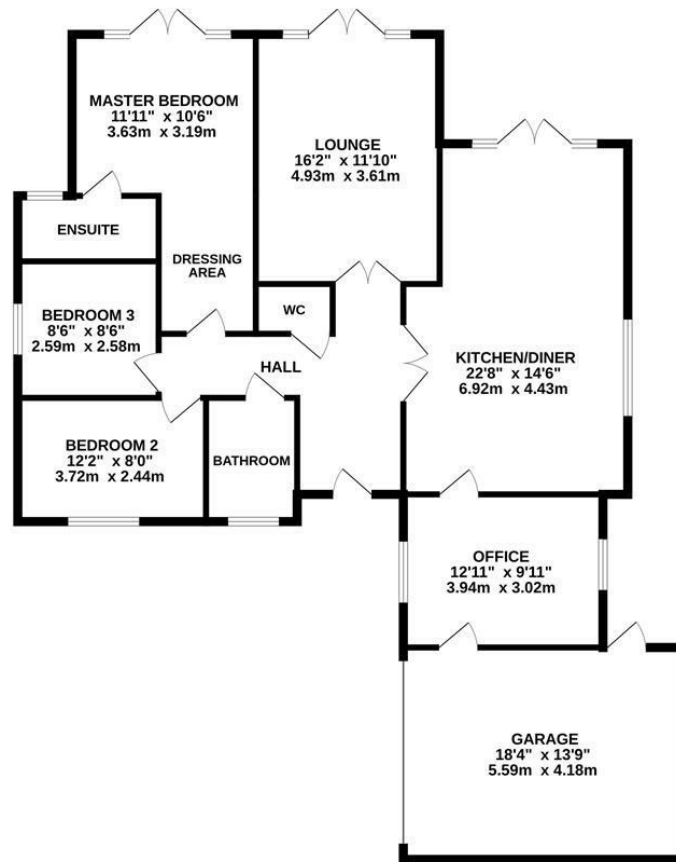 MASTER BEDROOM
11'11" x 10'6"
3.63m x 3.19m
LOUNGE
16'2" x 11'10"
4.93m x 3.61m
ENSUITE
DRESSING
AREA
BEDROOM 3
8'6" x 8'6"
2.59m x 2.58m
WC
HALL
KITCHEN/DINER
22'8" x 14'6"
6.92m x 4.43m
BEDROOM 2
12'2" x 8'0"
3.72m x 2.44m
BATHROOM
OFFICE
12'11" x 9'11"
3.94m x 3.02m
GARAGE
18'4" x 13'9"
5.59m x 4.18m